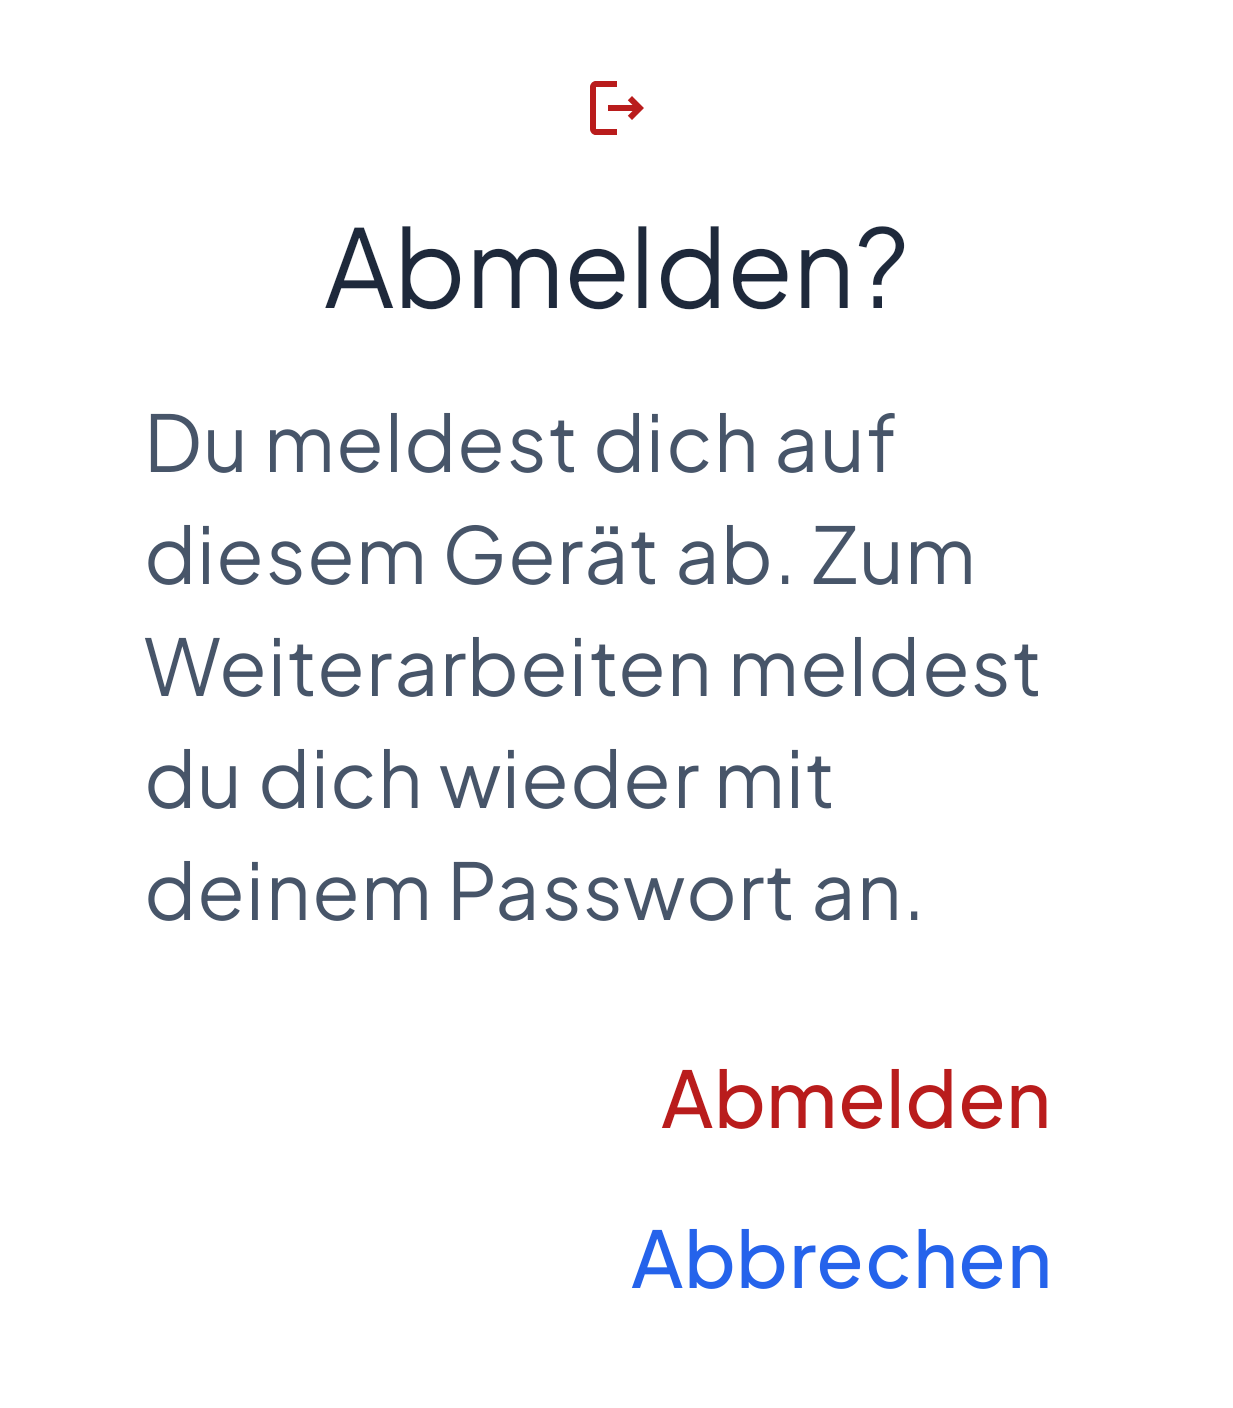 Abmelden?
Du meldest dich auf
diesem Gerät ab. Zum
Weiterarbeiten meldest
du dich wieder mit
deinem Passwort an.
Abmelden
Abbrechen